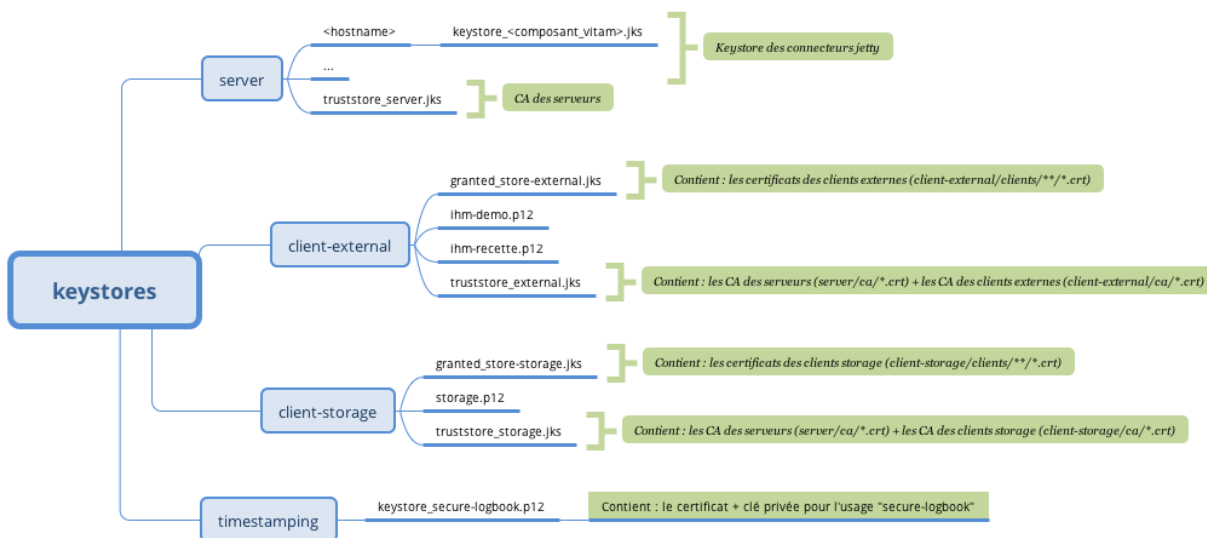 <hostname>
keystore_<composant_vitam>.jks
Keystore des connecteurs jetty
server
...
truststore_server.jks
CA des serveurs
granted_store-external.jks
Contient : les certificats des clients externes (client-external/clients/**/*.crt)
ihm-demo.p12
client-external
ihm-recette.p12
truststore_external.jks
Contient : les CA des serveurs (server/ca/*.crt) + les CA des clients externes (client-external/ca/*.crt)
keystores
granted_store-storage.jks
Contient : les certificats des clients storage (client-storage/clients/**/*.crt)
storage.p12
client-storage
truststore_storage.jks
Contient : les CA des serveurs (server/ca/*.crt) + les CA des clients storage (client-storage/ca/*.crt)
timestamping
keystore_secure-logbook.p12
Contient : le certificat + clé privée pour l'usage "secure-logbook"